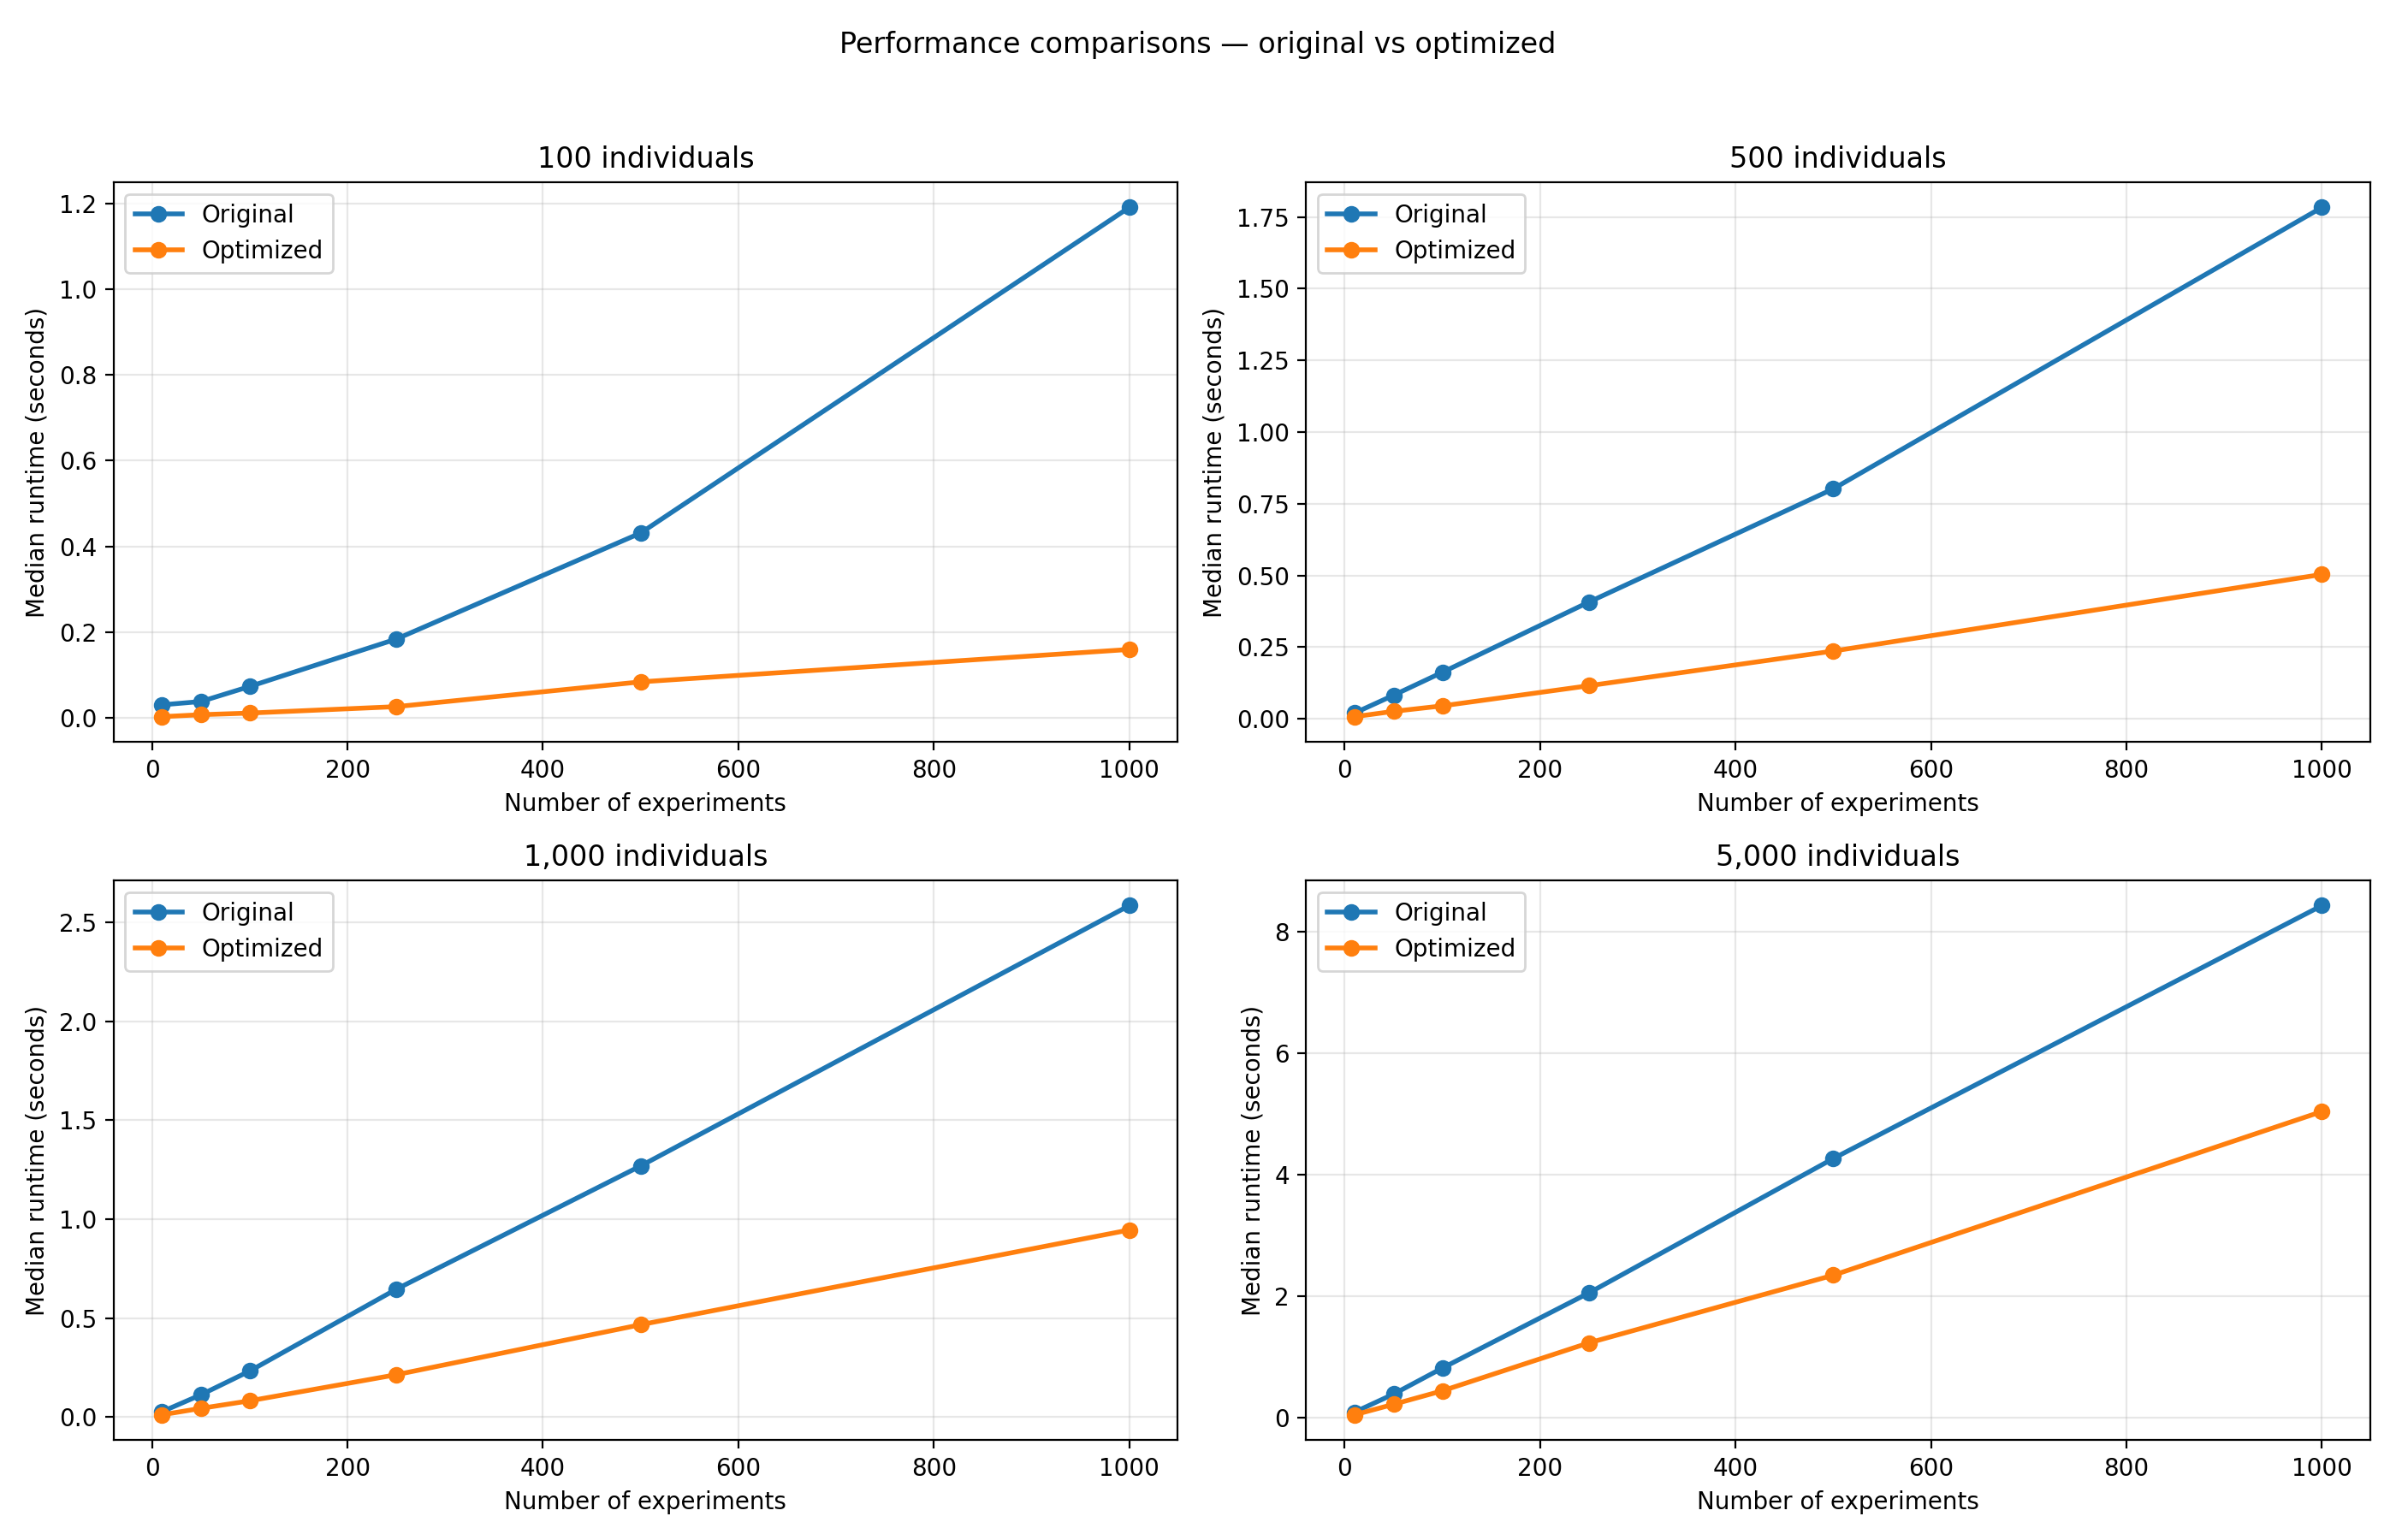 Performance comparisons — original vs optimized
100 individuals
Original
Optimized
1.2
1.0
0.8
0.6
0.4
0.2
0.0
Median runtime (seconds)
0 200 400 600 800 1000
Number of experiments
500 individuals
Original
Optimized
1.75
1.50
1.25
1.00
0.75
0.50
0.25
0.00
Median runtime (seconds)
0 200 400 600 800 1000
Number of experiments
1,000 individuals
Original
Optimized
2.5
2.0
1.5
1.0
0.5
0.0
Median runtime (seconds)
0 200 400 600 800 1000
Number of experiments
5,000 individuals
Original
Optimized
8
6
4
2
0
Median runtime (seconds)
0 200 400 600 800 1000
Number of experiments